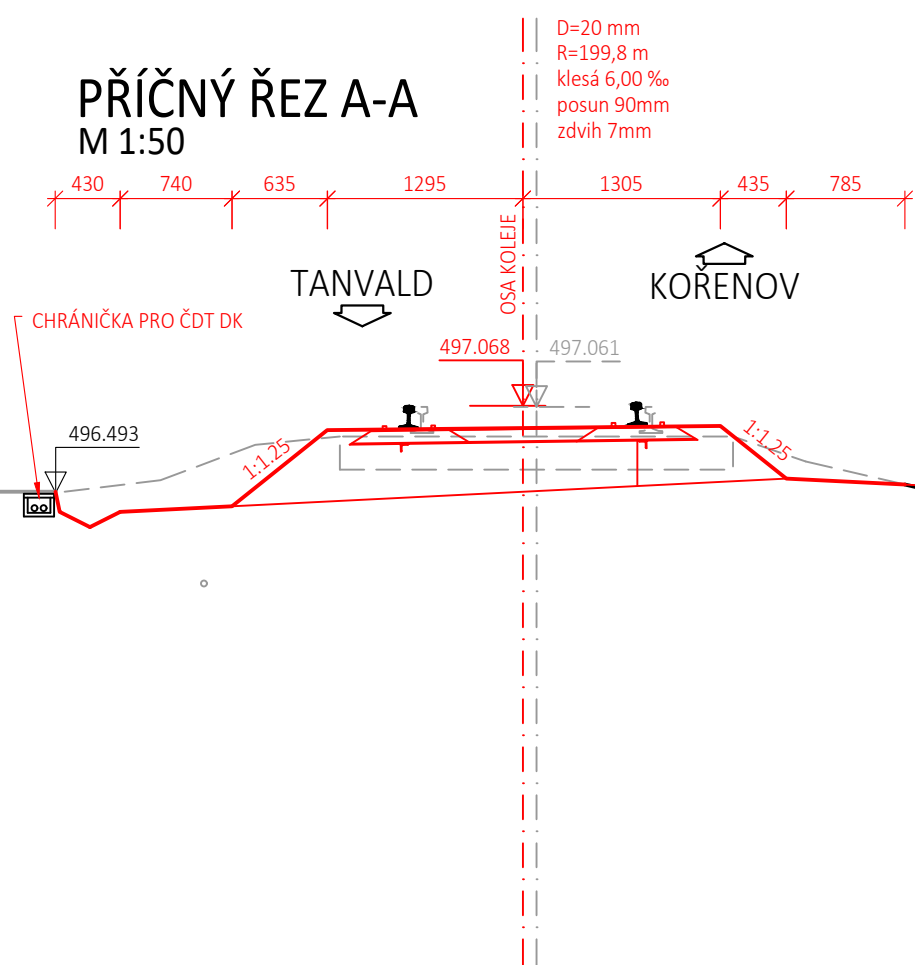 D=20 mm
R=199,8 m
klesá 6,00 ‰
posun 90mm
zdvih 7mm
PŘÍČNÝ ŘEZ A-A
M 1:50
430 740 635 1295 1305 435 785
OSA KOLEJE
TANVALD
KOŘENOV
CHRÁNIČKA PRO ČDT DK
497.068
497.061
496.493
1:1.25
1:1.25